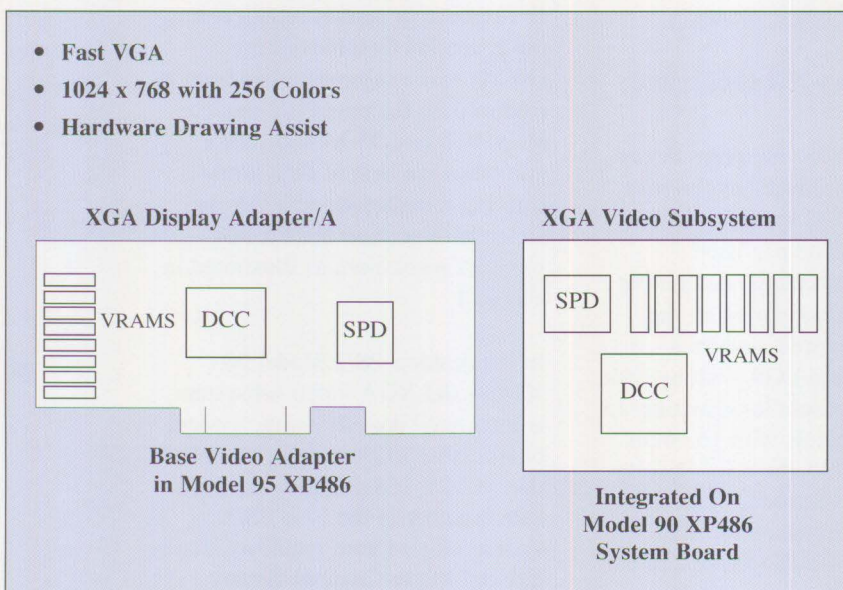 • Fast VGA
• 1024 x 768 with 256 Colors
• Hardware Drawing Assist
XGA Display Adapter/A
VRAMS
DCC
SPD
Base Video Adapter
in Model 95 XP486
XGA Video Subsystem
SPD
VRAMS
DCC
Integrated On
Model 90 XP486
System Board